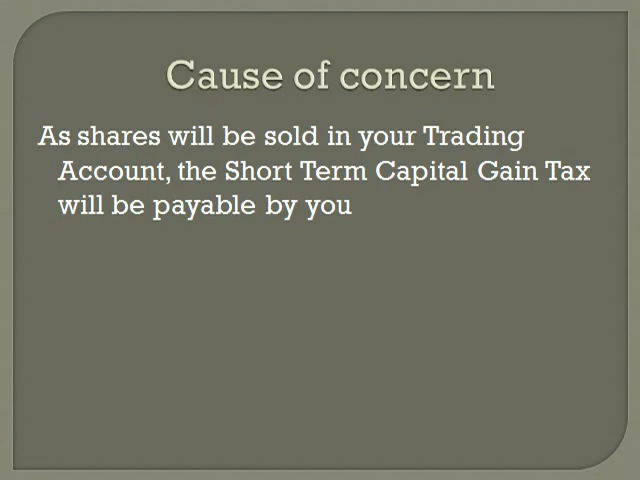 Cause of concern
As shares will be sold in your Trading
Account, the Short Term Capital Gain Tax
will be payable by you